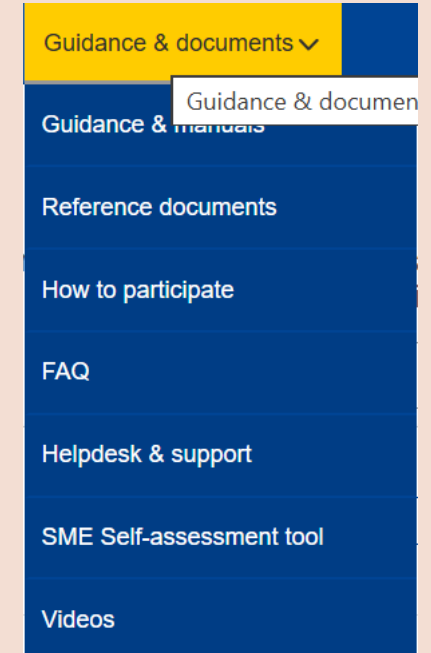 Guidance & documents
Guidance & documen
Guidance & manuals
Reference documents
How to participate
FAQ
Helpdesk & support
SME Self-assessment tool
Videos